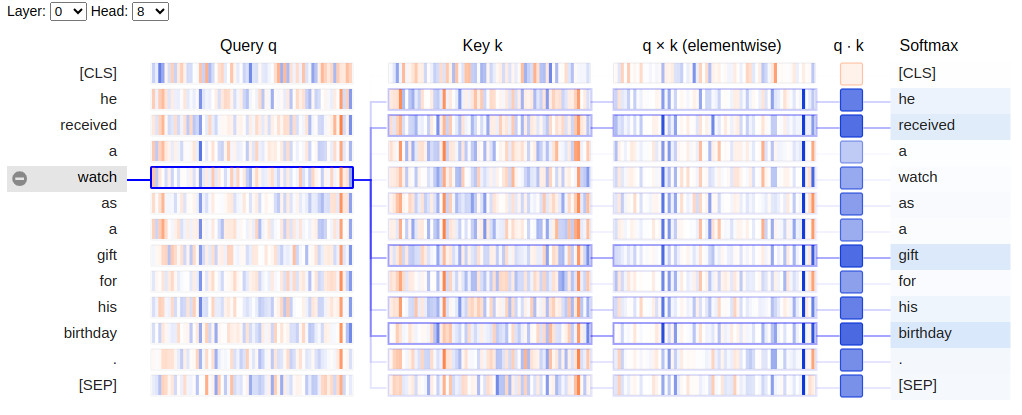 Layer: 0 Head: 8
Query q Key k q × k (elementwise) q · k Softmax
[CLS] [CLS]
he he
received received
a a
watch watch
as as
a a
gift gift
for for
his his
birthday birthday
. .
[SEP] [SEP]